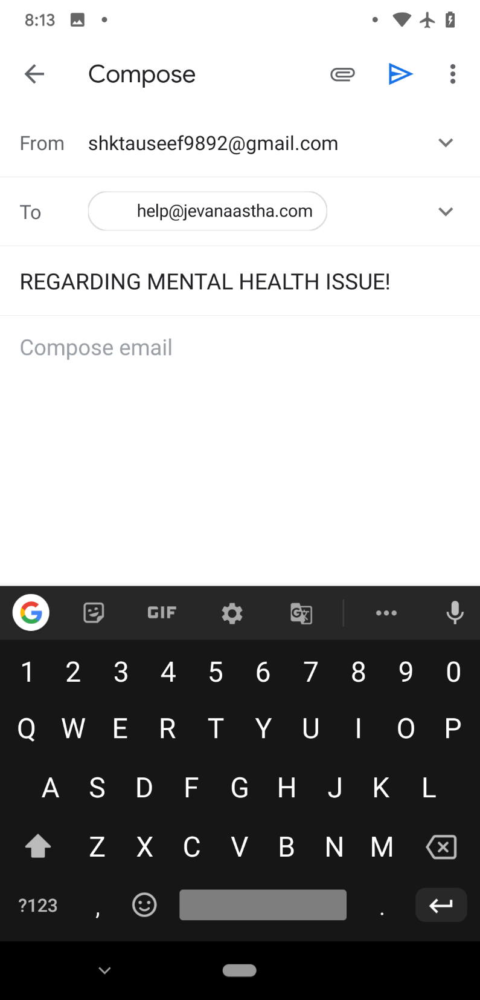 8:13
Compose
From shktauseef9892@gmail.com
To help@jevanaastha.com
REGARDING MENTAL HEALTH ISSUE!
Compose email
GIF
1 2 3 4 5 6 7 8 9 0
Q W E R T Y U I O P
A S D F G H J K L
Z X C V B N M
?123 , .